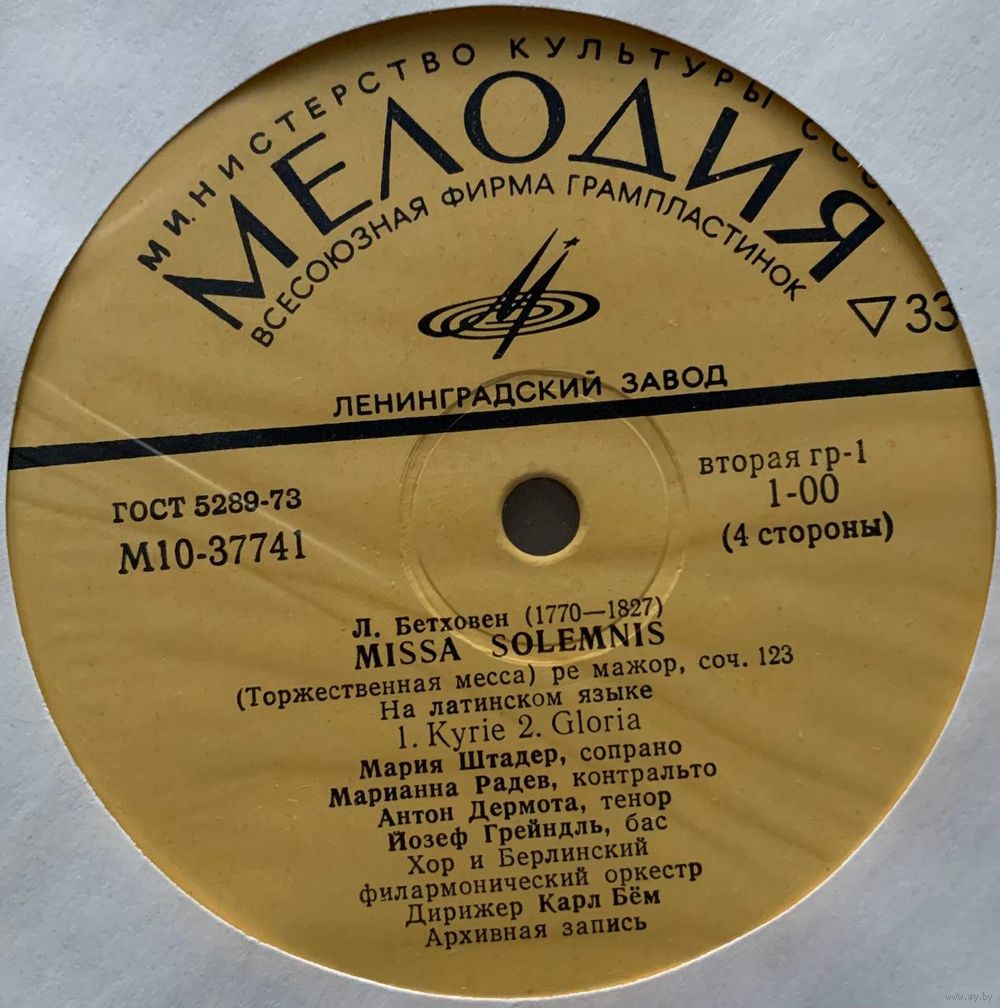 МИНИСТЕРСТВО КУЛЬТУРЫ
МЕЛОДИЯ
ВСЕСОЮЗНАЯ ФИРМА ГРАМПЛАСТИНОК
▽33
ЛЕНИНГРАДСКИЙ ЗАВОД
ГОСТ 5289-73
М10-37741
вторая гр-1
1-00
(4 стороны)
Л. Бетховен (1770—1827)
MISSA SOLEMNIS
(Торжественная месса) ре мажор, соч. 123
На латинском языке
1. Kyrie 2. Gloria
Мария Штадер, сопрано
Марианна Радев, контральто
Антон Дермота, тенор
Йозеф Грейндль, бас
Хор и Берлинский
филармонический оркестр
Дирижер Карл Бём
Архивная запись
www.ay.by